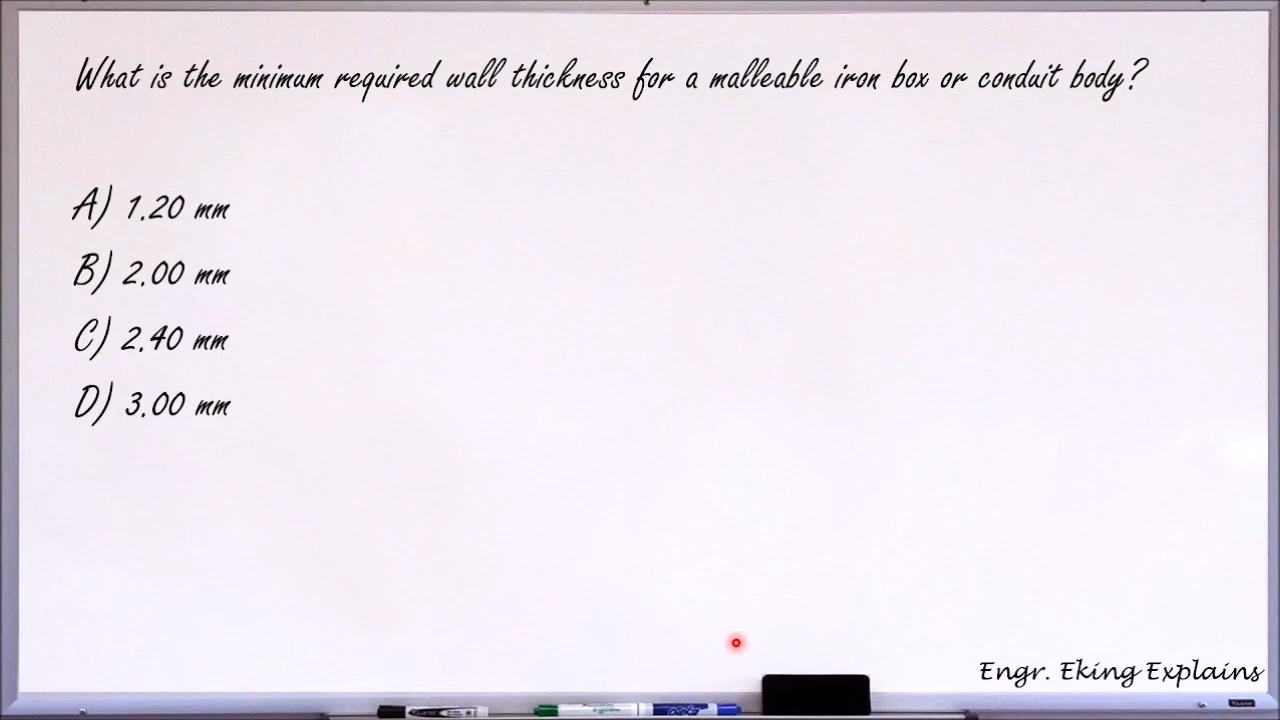 What is the minimum required wall thickness for a malleable iron box or conduit body?
A) 1.20 mm
B) 2.00 mm
C) 2.40 mm
D) 3.00 mm
Engr. Eking Explains